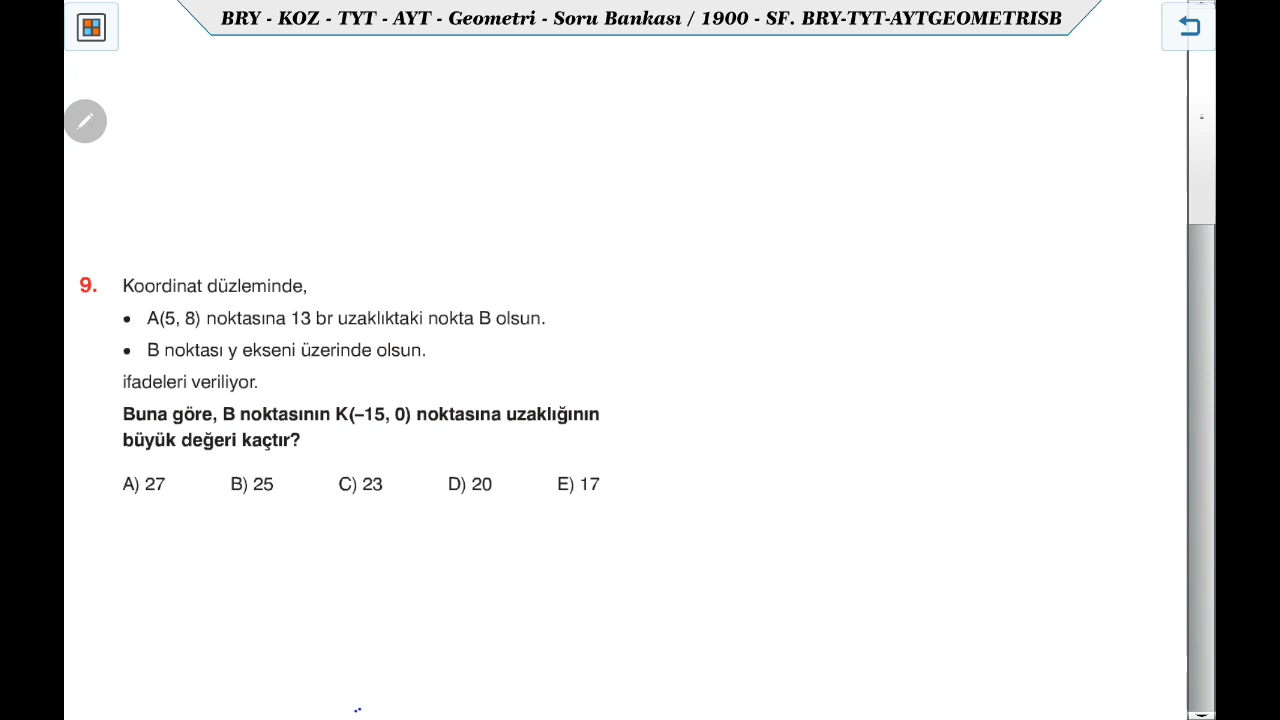 BRY - KOZ - TYT - AYT - Geometri - Soru Bankası / 1900 - SF. BRY-TYT-AYTGEOMETRISB
9. Koordinat düzleminde,
• A(5, 8) noktasına 13 br uzaklıktaki nokta B olsun.
• B noktası y ekseni üzerinde olsun.
ifadeleri veriliyor.
Buna göre, B noktasının K(–15, 0) noktasına uzaklığının
büyük değeri kaçtır?
A) 27 B) 25 C) 23 D) 20 E) 17